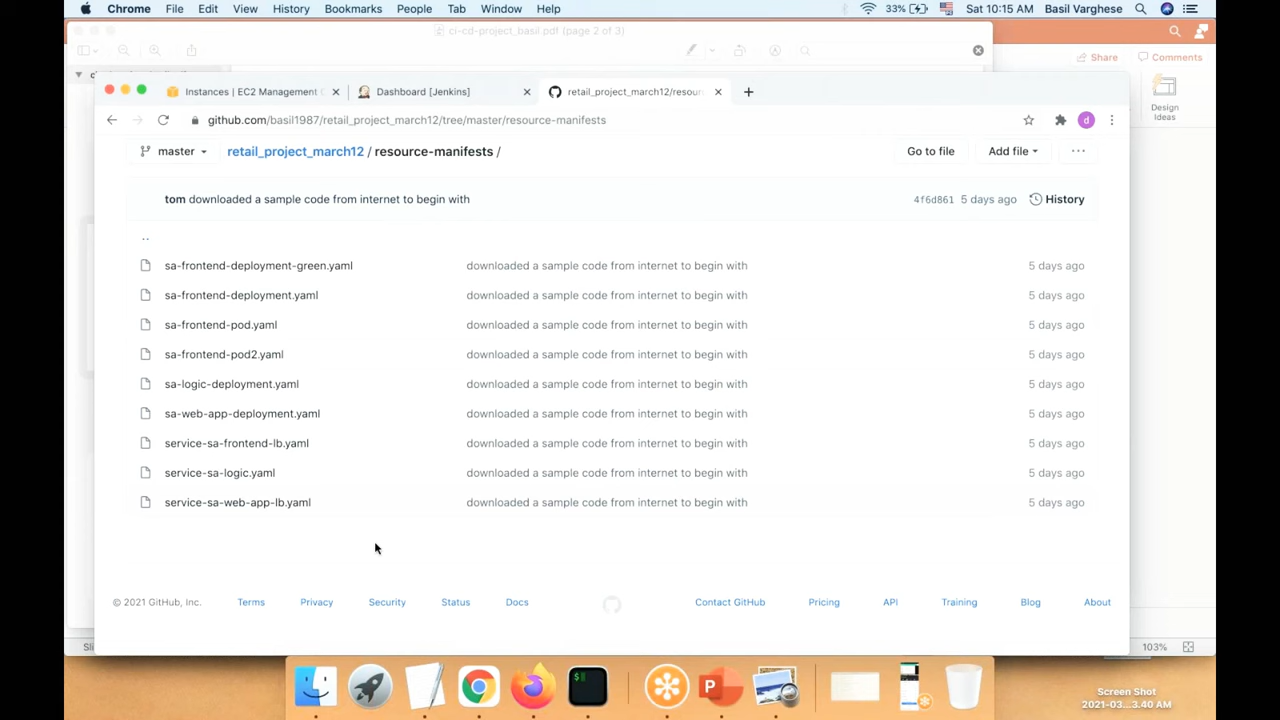 Chrome File Edit View History Bookmarks People Tab Window Help 33% Sat 10:15 AM Basil Varghese
ci-cd-project_basil.pdf (page 2 of 3)
Share Comments
Design
Ideas
Instances | EC2 Management Dashboard [Jenkins] retail_project_march12/resour
github.com/basil1987/retail_project_march12/tree/master/resource-manifests d
master retail_project_march12 / resource-manifests / Go to file Add file ...
tom downloaded a sample code from internet to begin with 4f6d861 5 days ago History
..
sa-frontend-deployment-green.yaml downloaded a sample code from internet to begin with 5 days ago
sa-frontend-deployment.yaml downloaded a sample code from internet to begin with 5 days ago
sa-frontend-pod.yaml downloaded a sample code from internet to begin with 5 days ago
sa-frontend-pod2.yaml downloaded a sample code from internet to begin with 5 days ago
sa-logic-deployment.yaml downloaded a sample code from internet to begin with 5 days ago
sa-web-app-deployment.yaml downloaded a sample code from internet to begin with 5 days ago
service-sa-frontend-lb.yaml downloaded a sample code from internet to begin with 5 days ago
service-sa-logic.yaml downloaded a sample code from internet to begin with 5 days ago
service-sa-web-app-lb.yaml downloaded a sample code from internet to begin with 5 days ago
© 2021 GitHub, Inc. Terms Privacy Security Status Docs Contact GitHub Pricing API Training Blog About
103%
Screen Shot
2021-03...3.40 AM